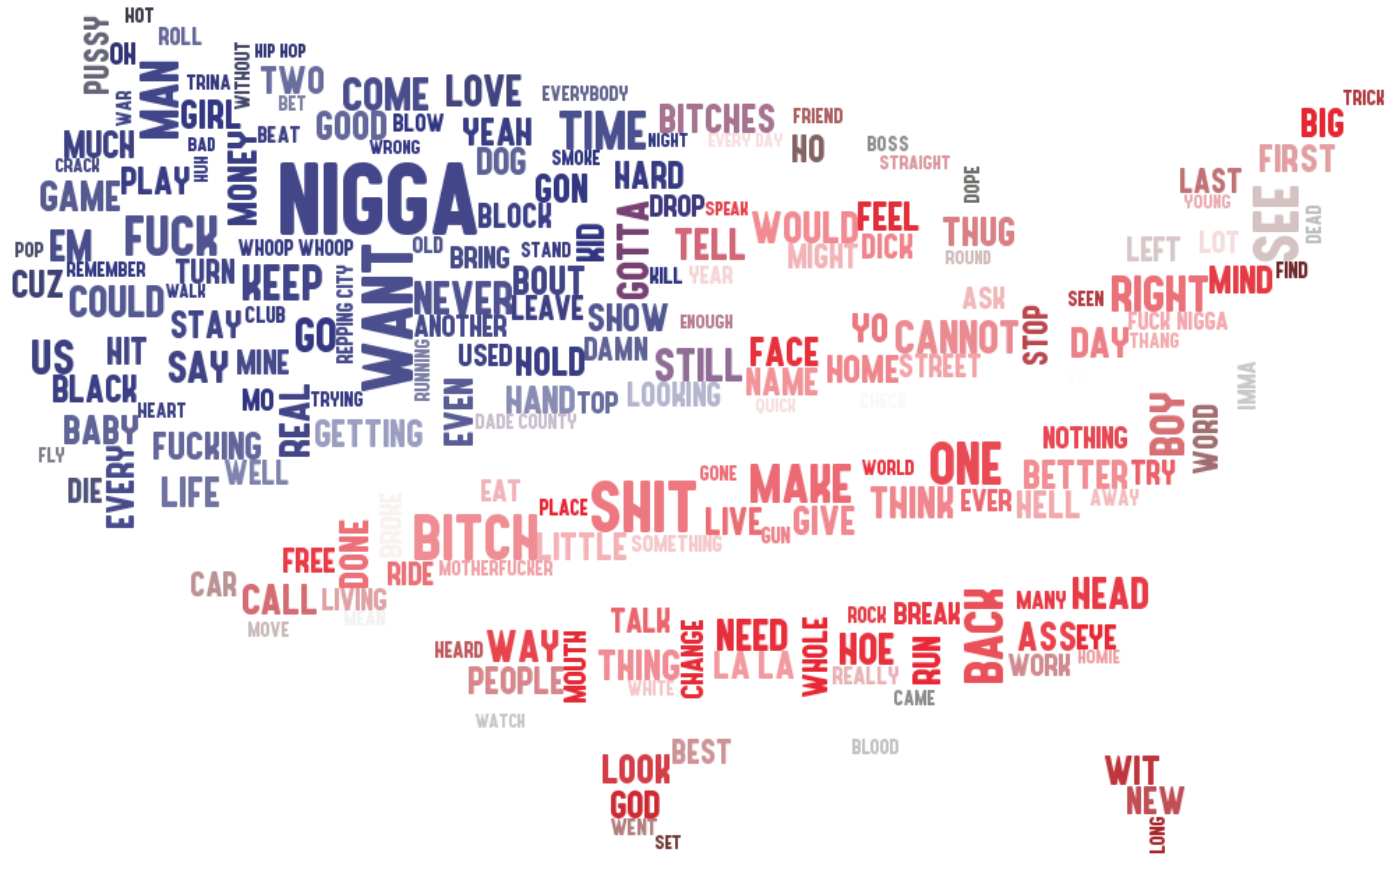 HOT
PUSSY
ROLL
OH
WITHOUT
HIP HOP
MAN
TRINA
TWO
COME
LOVE
EVERYBODY
WAR
GIRL
BET
BITCHES
FRIEND
TRICK
BIG
GOOD
BLOW
YEAH
TIME
NIGHT
EVERY DAY
MUCH
BAD
MONEY
BEAT
WRONG
NO
BOSS
STRAIGHT
FIRST
CRACK
HUH
DOG
SMOKE
GAME
PLAY
NIGGA
GON
HARD
DOPE
LAST
YOUNG
SEE
DEAD
BLOCK
GOTTA
DROP
SPEAK
WOULD
FEEL
THUG
FUCK
KID
TELL
MIGHT
DICK
ROUND
LEFT
LOT
POP
EM
WHOOP WHOOP
OLD
BRING
STAND
REMEMBER
TURN
KEEP
REPPING CITY
WANT
BOUT
KILL
YEAR
RIGHT
MIND
FIND
CUZ
COULD
WALK
NEVER
LEAVE
ASK
SEEN
STAY
CLUB
GO
ANOTHER
SHOW
ENOUGH
YO
CANNOT
STOP
FUCK NIGGA
DAY
THANG
US
HIT
SAY
MINE
RUNNING
USED
HOLD
DAMN
STILL
FACE
HOME
STREET
BLACK
MO
REAL
TRYING
EVEN
HAND
TOP
LOOKING
NAME
QUICK
CHECK
IMMA
HEART
BABY
DADE COUNTY
BOY
WORD
FLY
EVERY
FUCKING
GETTING
NOTHING
DIE
LIFE
WELL
GONE
WORLD
ONE
BETTER
TRY
BROKE
EAT
PLACE
SHIT
MAKE
THINK
EVER
HELL
AWAY
DONE
BITCH
LITTLE
SOMETHING
LIVE
GUN
GIVE
FREE
RIDE
MOTHERFUCKER
CAR
CALL
LIVING
MEAN
MOVE
TALK
ROCK
BREAK
BACK
MANY
HEAD
HEARD
WAY
MOUTH
CHANGE
NEED
WHOLE
HOE
RUN
ASS
EYE
PEOPLE
THING
WHITE
LA LA
REALLY
WORK
HOMIE
CAME
WATCH
BEST
BLOOD
LOOK
WIT
GOD
NEW
WENT
SET
LONG